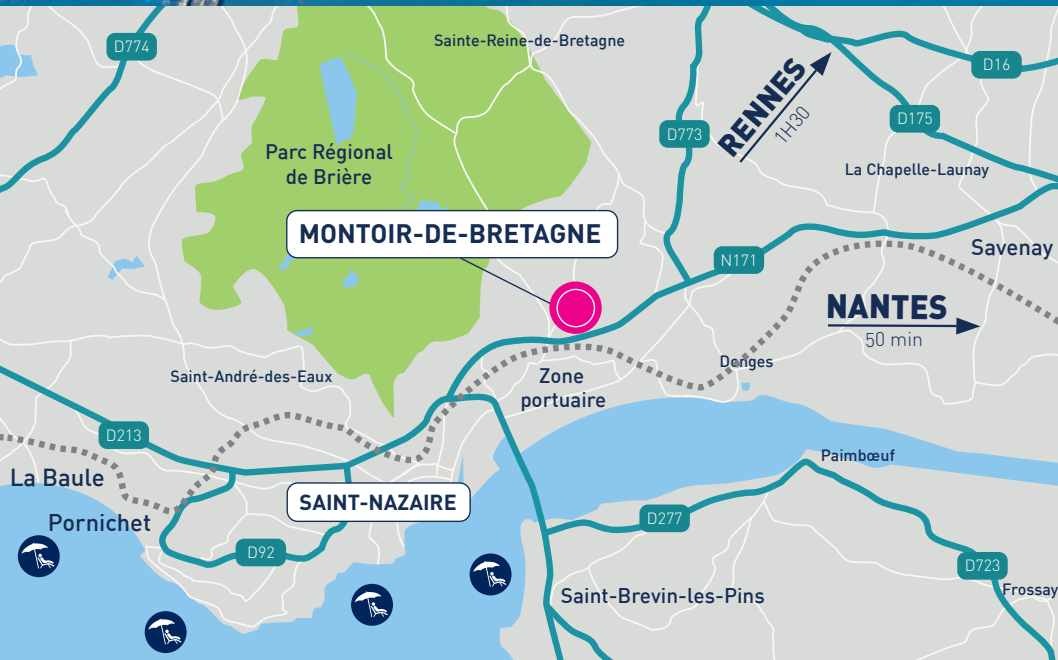 D774
Sainte-Reine-de-Bretagne
D16
RENNES
1H30
D175
D773
Parc Régional
de Brière
La Chapelle-Launay
MONTOIR-DE-BRETAGNE
N171
Savenay
NANTES
50 min
Donges
Saint-André-des-Eaux
Zone
portuaire
D213
Paimbœuf
La Baule
SAINT-NAZAIRE
Pornichet
D277
D92
D723
Saint-Brevin-les-Pins
Frossay